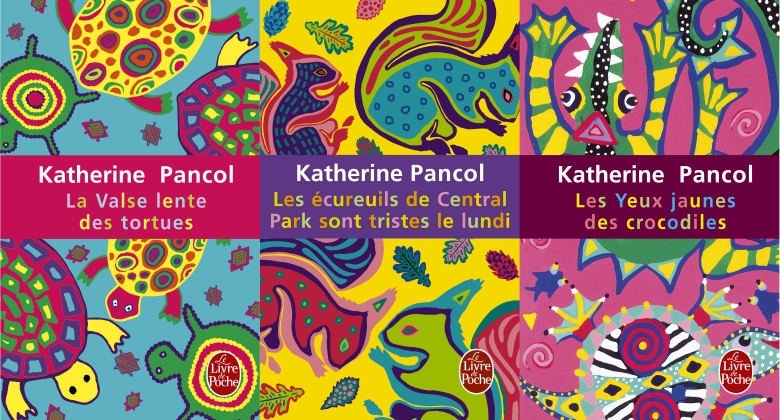 Katherine Pancol
La Valse lente
des tortues
Le
Livre
de
Poche
Katherine Pancol
Les écureuils de Central
Park sont tristes le lundi
Le
Livre
de
Poche
Katherine Pancol
Les Yeux jaunes
des crocodiles
Le
Livre
de
Poche